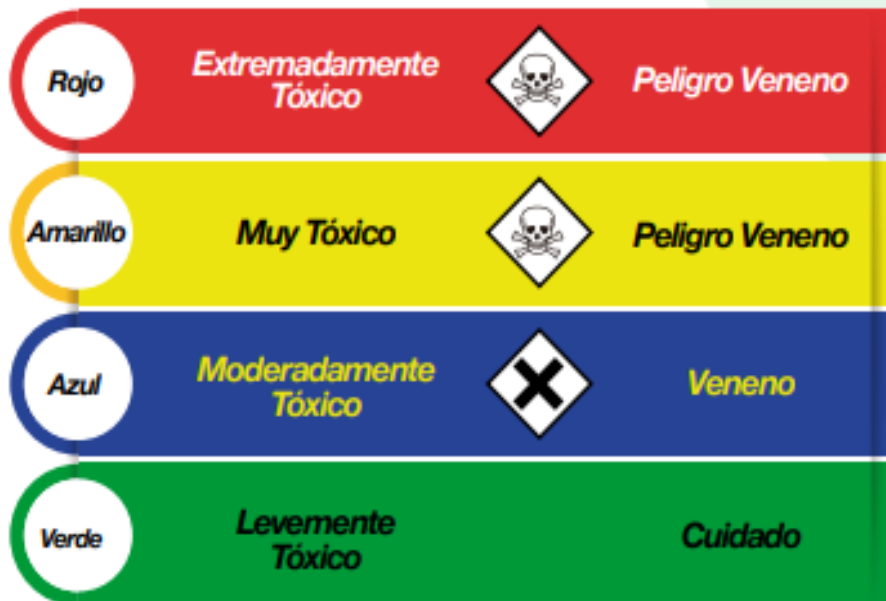 Rojo
Extremadamente
Tóxico
Peligro Veneno
Amarillo
Muy Tóxico
Peligro Veneno
Azul
Moderadamente
Tóxico
Veneno
Verde
Levemente
Tóxico
Cuidado